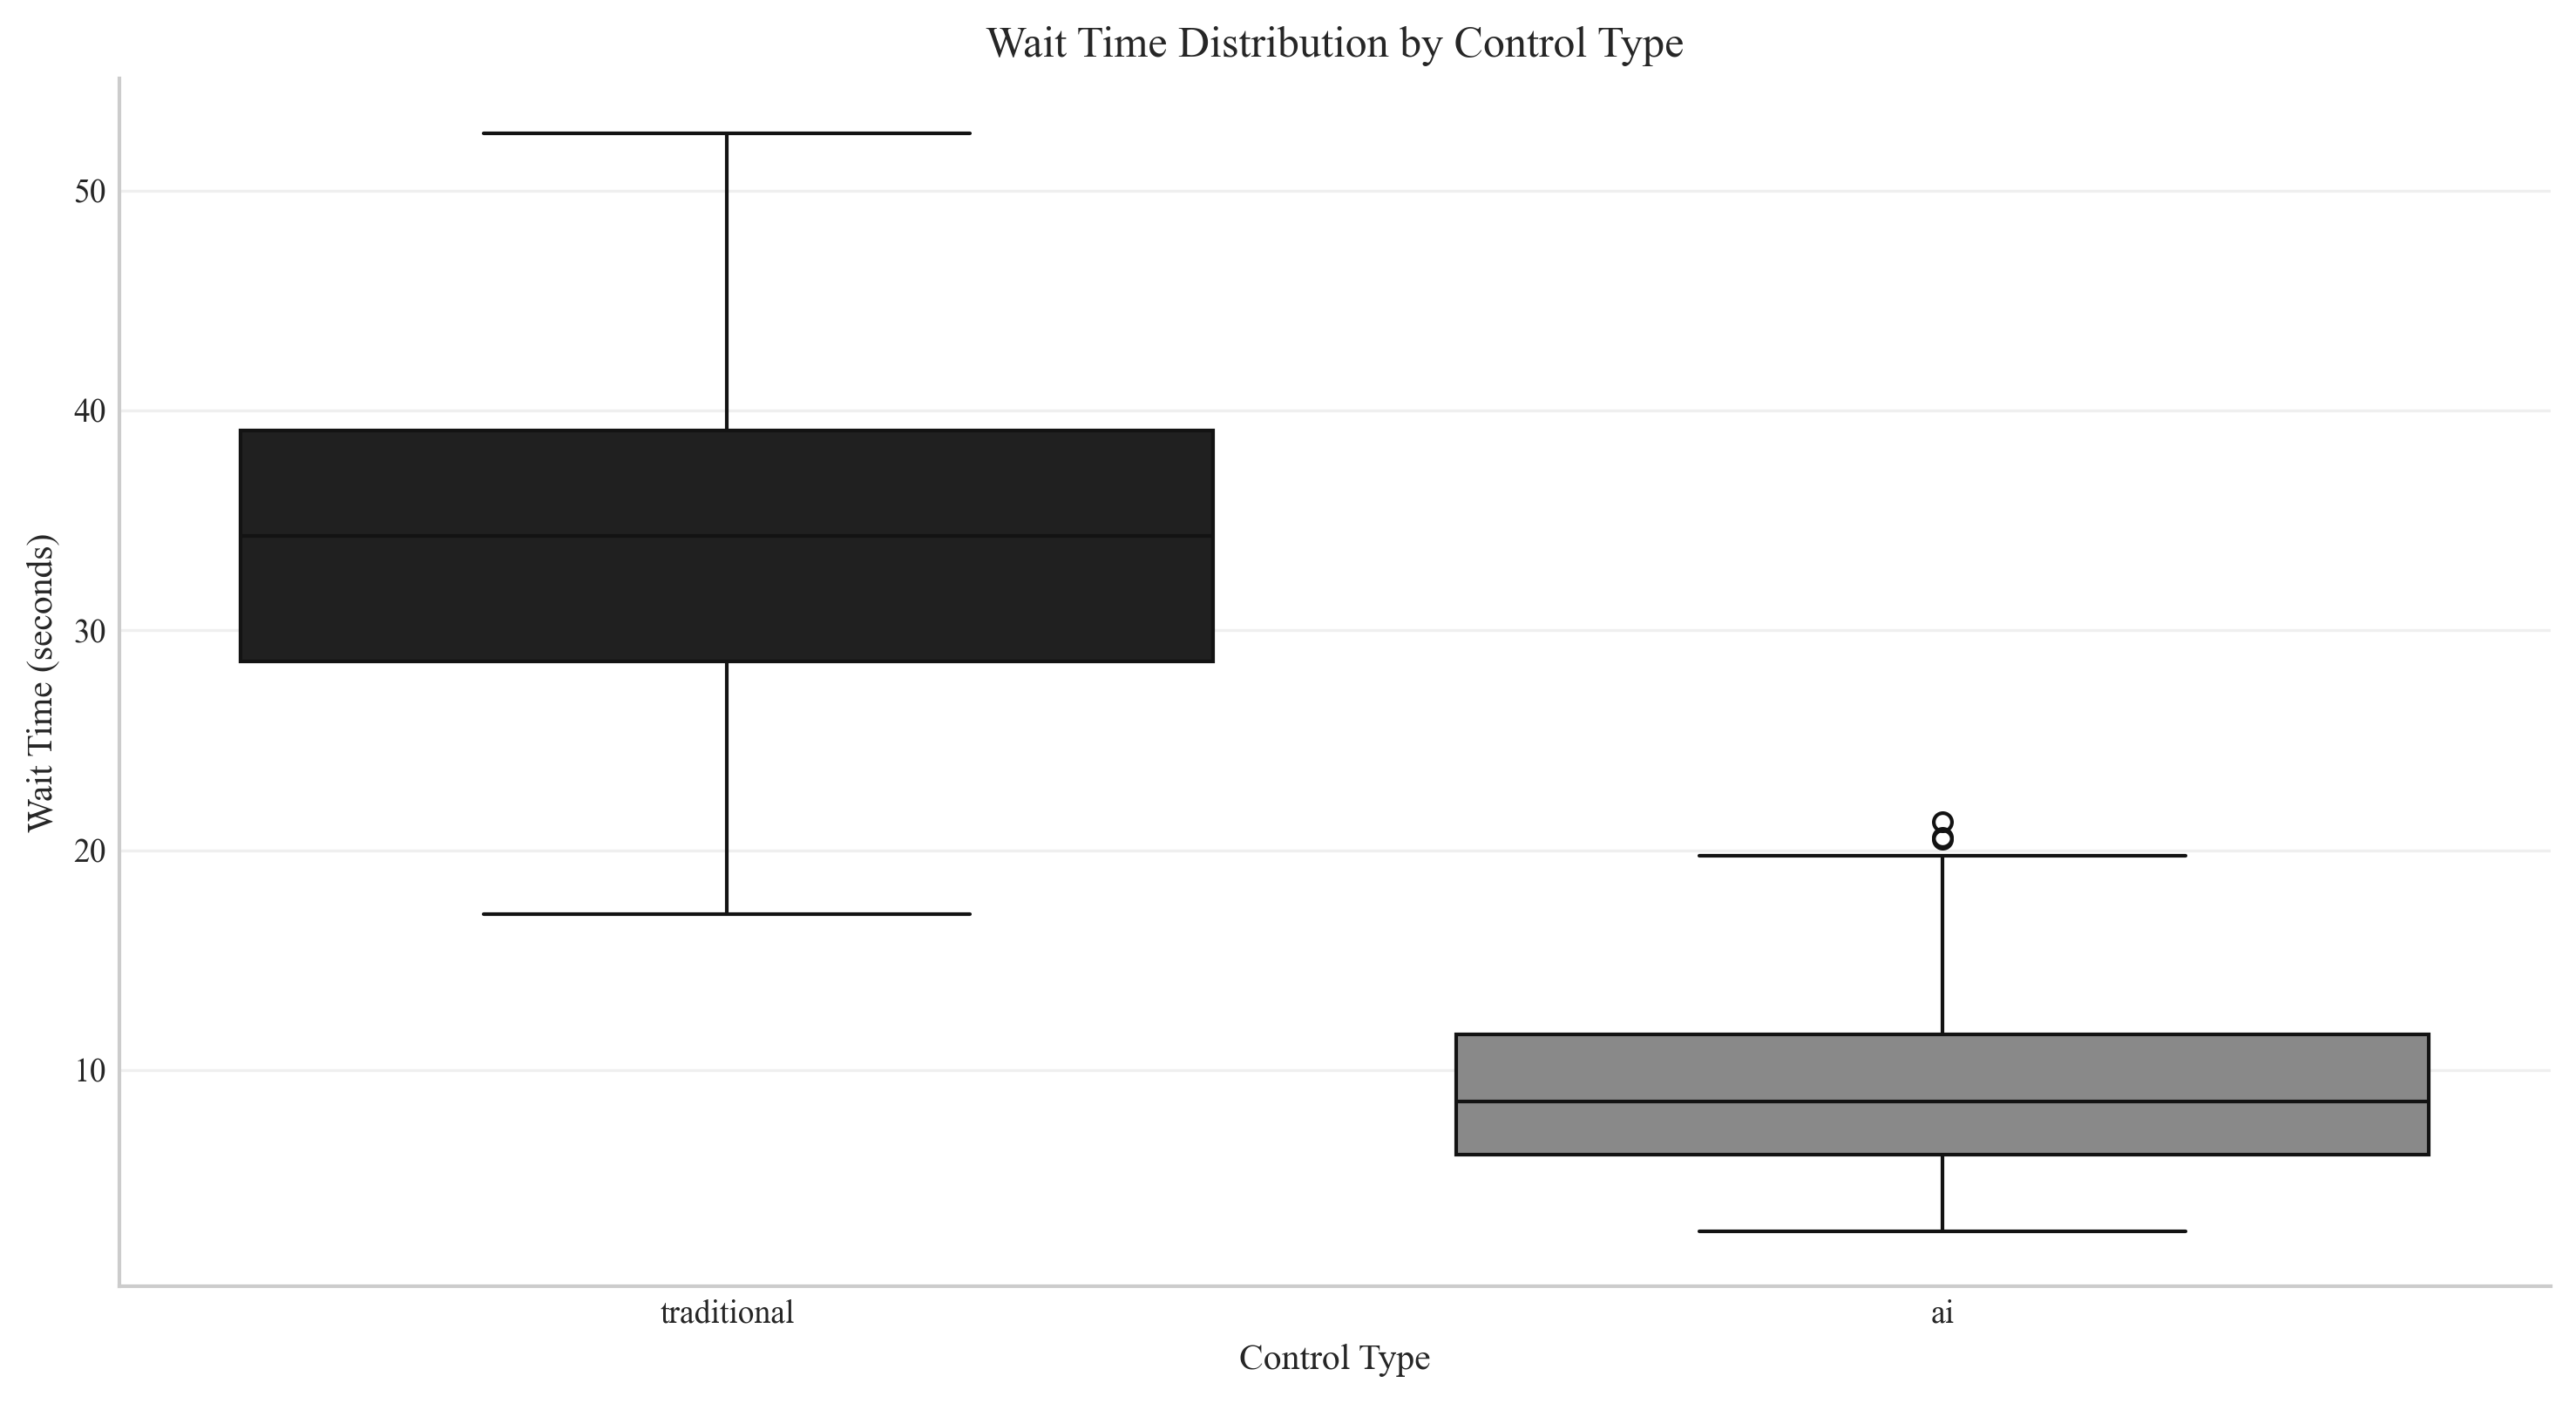 Wait Time Distribution by Control Type
Wait Time (seconds)
50
40
30
20
10
traditional
ai
Control Type